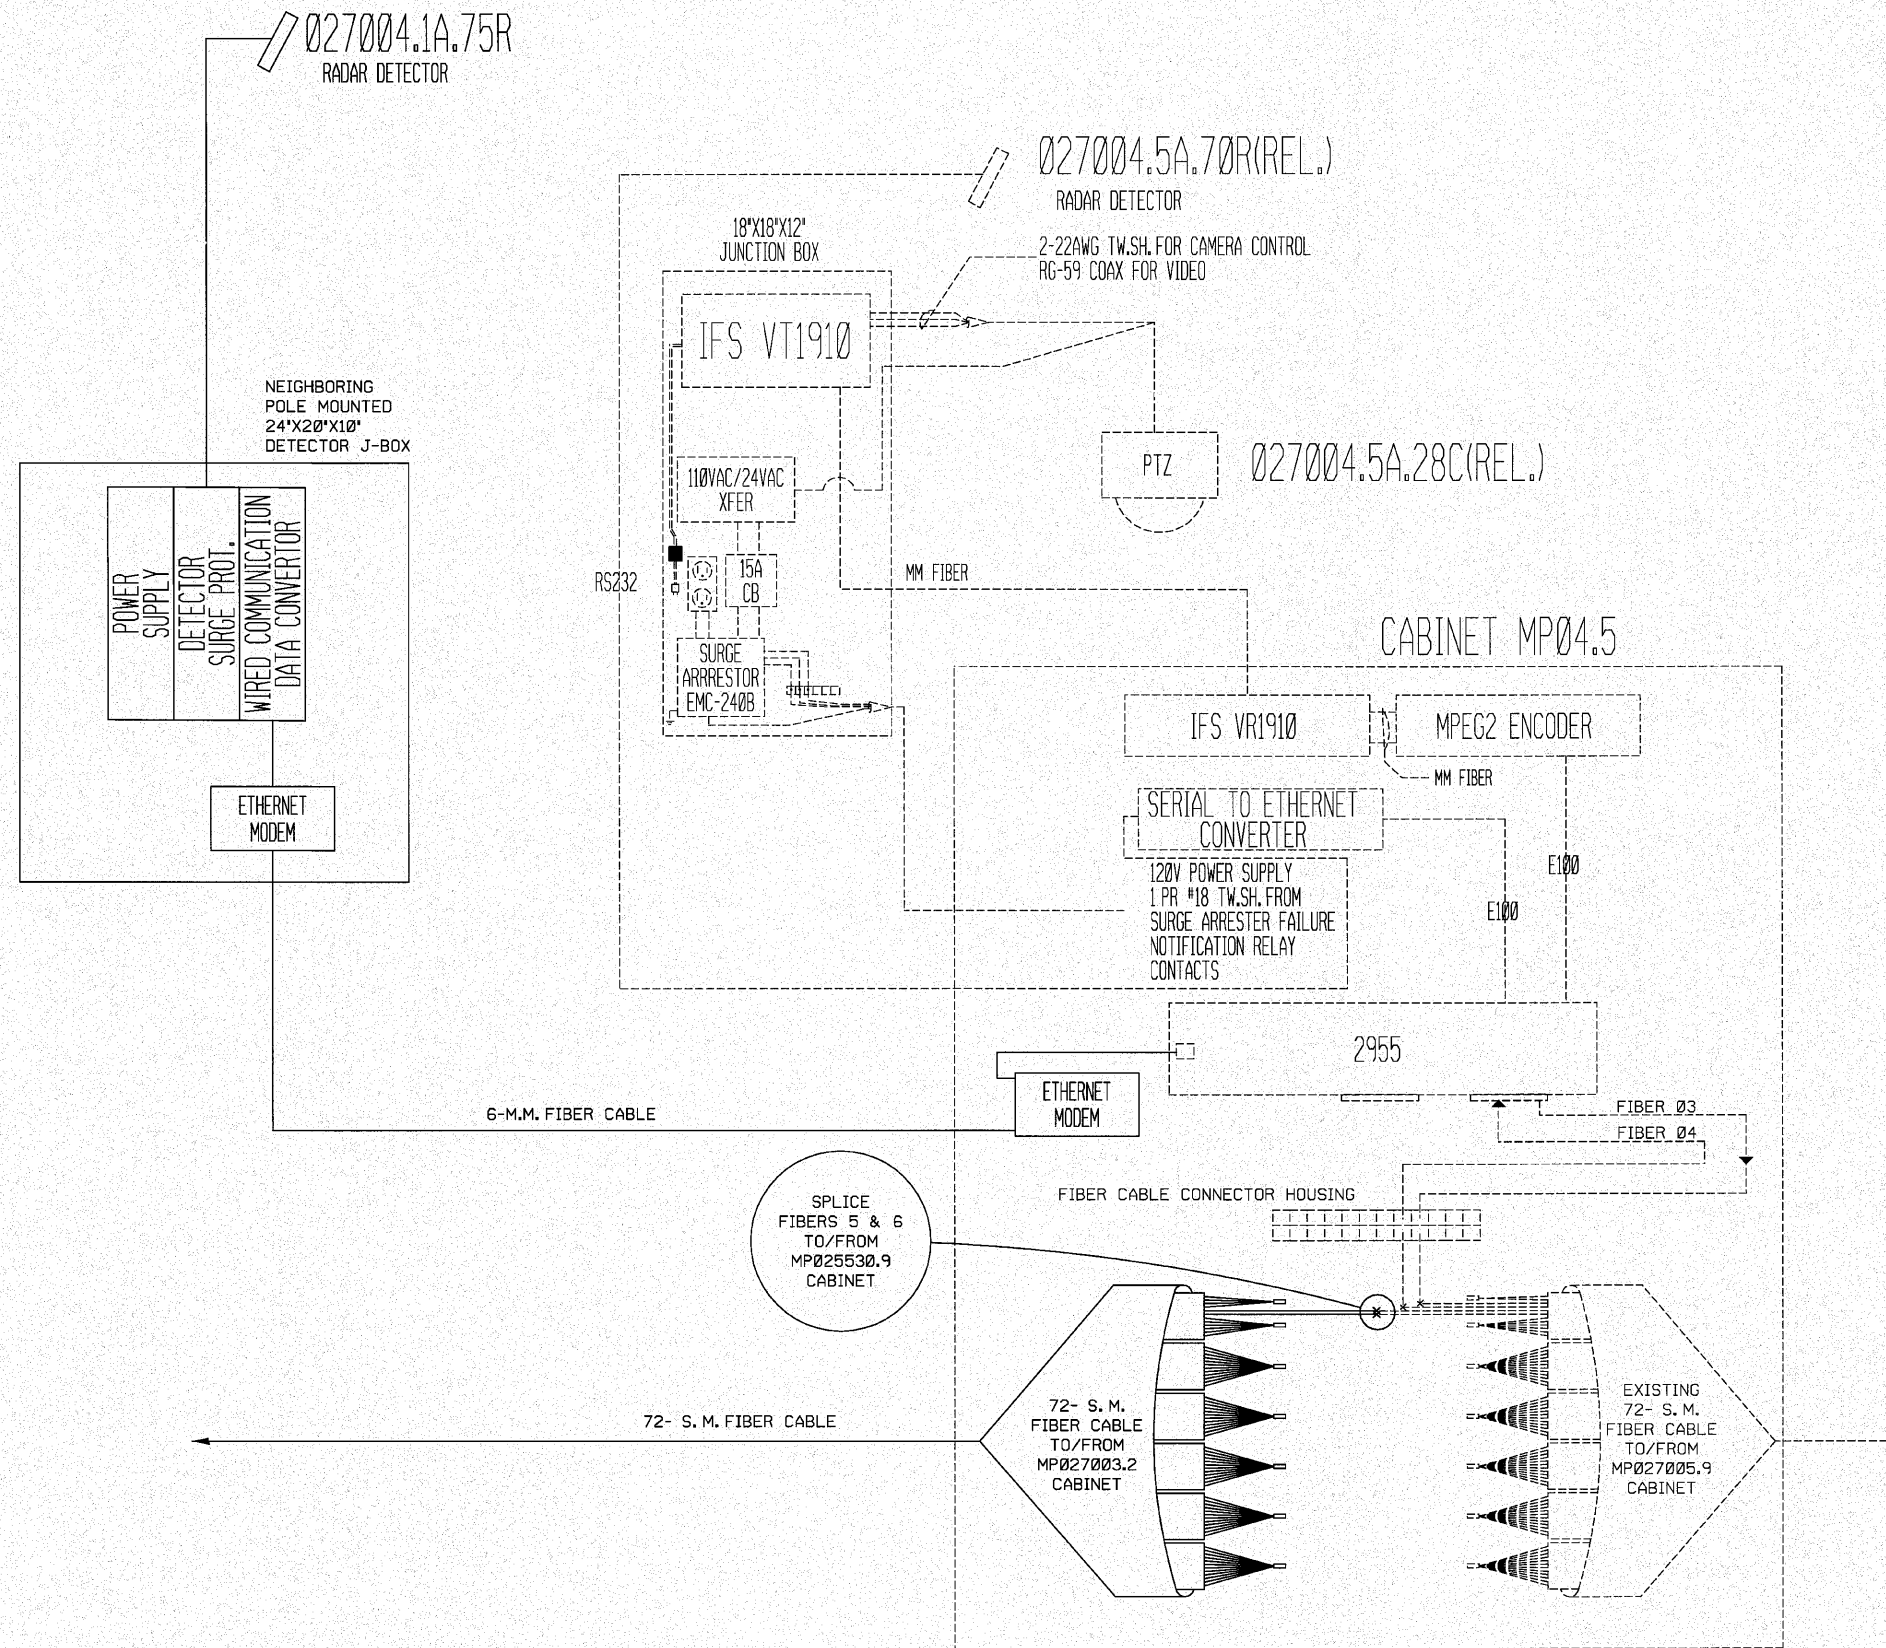 027004.1A.75R
RADAR DETECTOR
027004.5A.70R(REL.)
RADAR DETECTOR
18"X18"X12"
JUNCTION BOX
2-22AWG TW.SH.FOR CAMERA CONTROL
RG-59 COAX FOR VIDEO
IFS VT1910
NEIGHBORING
POLE MOUNTED
24"X20"X10"
DETECTOR J-BOX
POWER
SUPPLY
DETECTOR
SURGE PROT.
WIRED COMMUNICATION
DATA CONVERTOR
ETHERNET
MODEM
110VAC/24VAC
XFER
PTZ
027004.5A.28C(REL.)
RS232
15A
CB
MM FIBER
SURGE
ARRRESTOR
EMC-240B
CABINET MP04.5
IFS VR1910
MPEG2 ENCODER
MM FIBER
SERIAL TO ETHERNET
CONVERTER
120V POWER SUPPLY
1 PR #18 TW.SH.FROM
SURGE ARRESTER FAILURE
NOTIFICATION RELAY
CONTACTS
E100
E100
2955
ETHERNET
MODEM
6-M.M. FIBER CABLE
FIBER 03
FIBER 04
FIBER CABLE CONNECTOR HOUSING
SPLICE
FIBERS 5 & 6
TO/FROM
MP025530.9
CABINET
72- S.M. FIBER CABLE
72- S.M.
FIBER CABLE
TO/FROM
MP027003.2
CABINET
EXISTING
72- S.M.
FIBER CABLE
TO/FROM
MP027005.9
CABINET